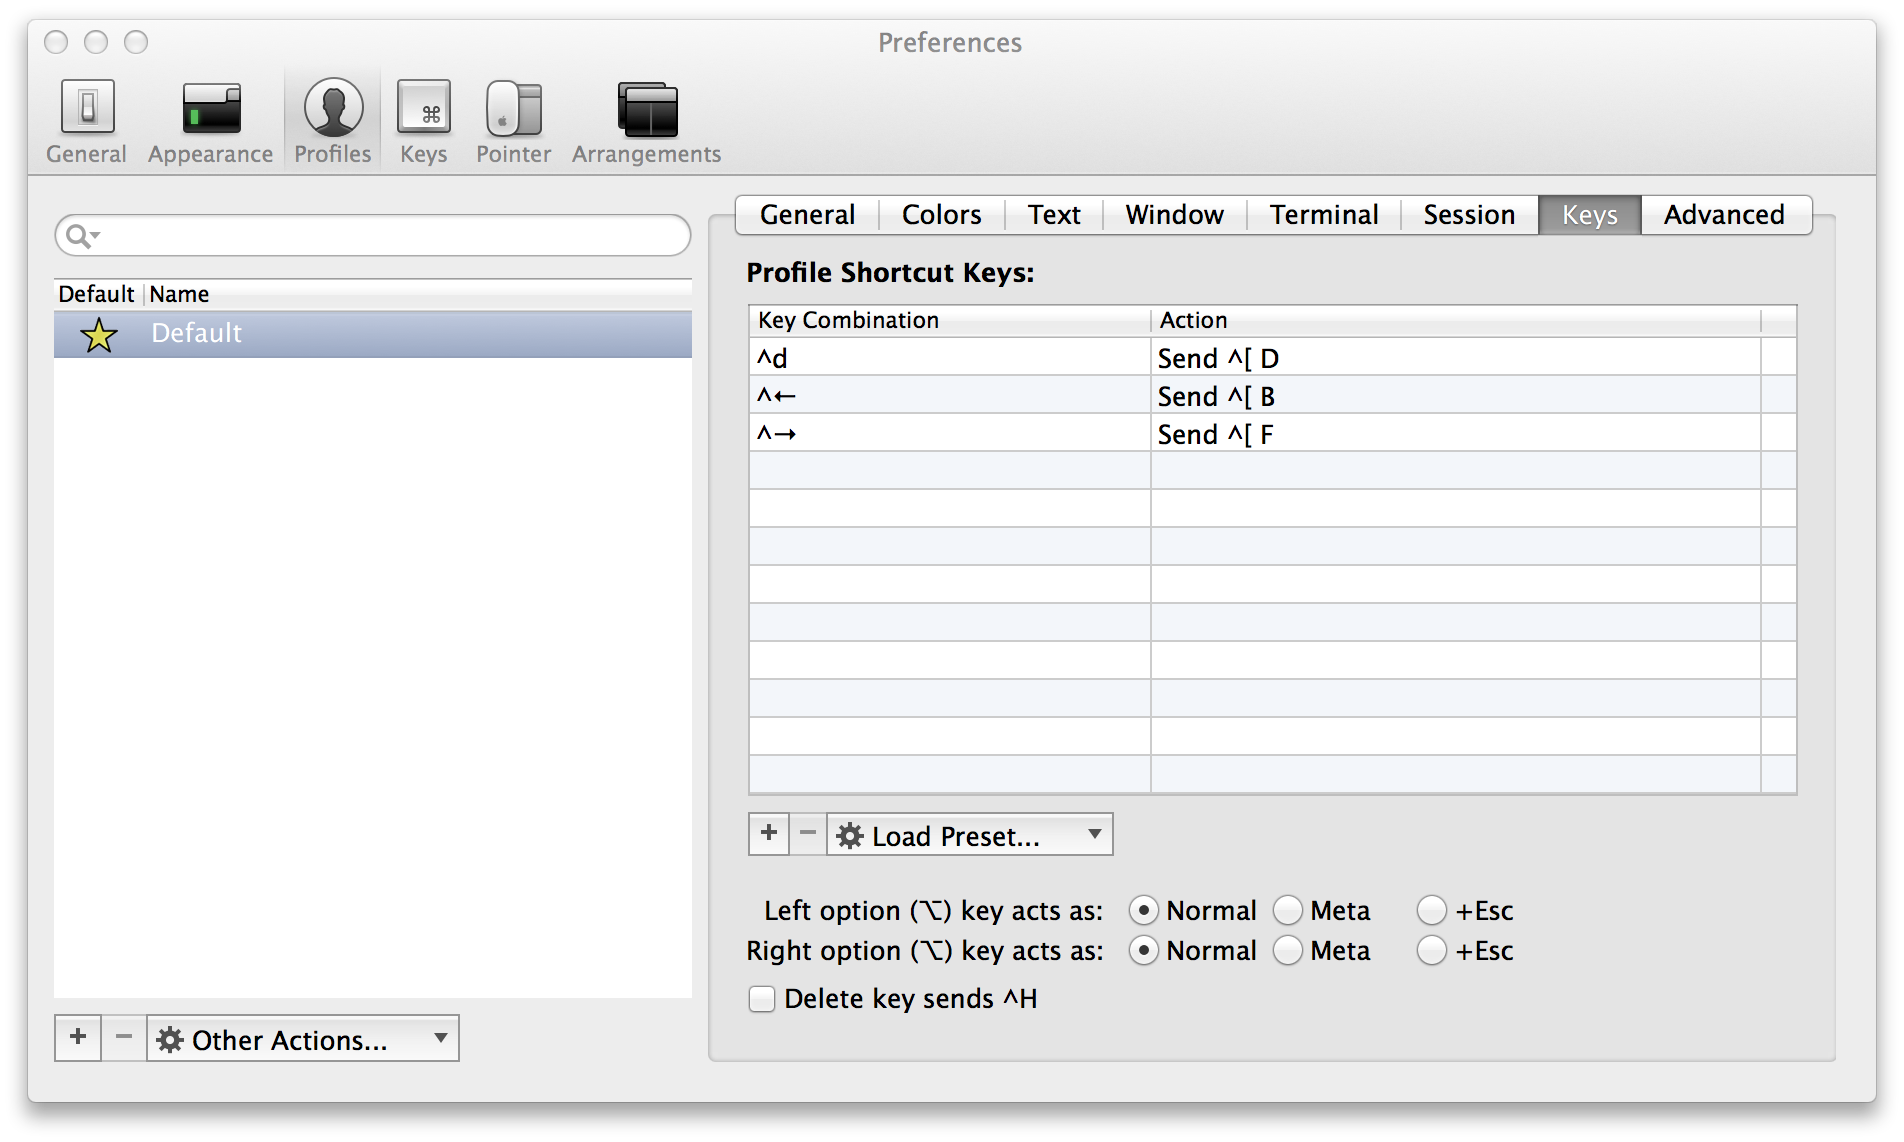 Preferences
General Appearance Profiles Keys Pointer Arrangements
General Colors Text Window Terminal Session Keys Advanced
Default Name
Default
Profile Shortcut Keys:
Key Combination Action
^d Send ^[ D
^← Send ^[ B
^→ Send ^[ F
+ − Load Preset...
Left option (⌥) key acts as: Normal Meta +Esc
Right option (⌥) key acts as: Normal Meta +Esc
Delete key sends ^H
+ − Other Actions...